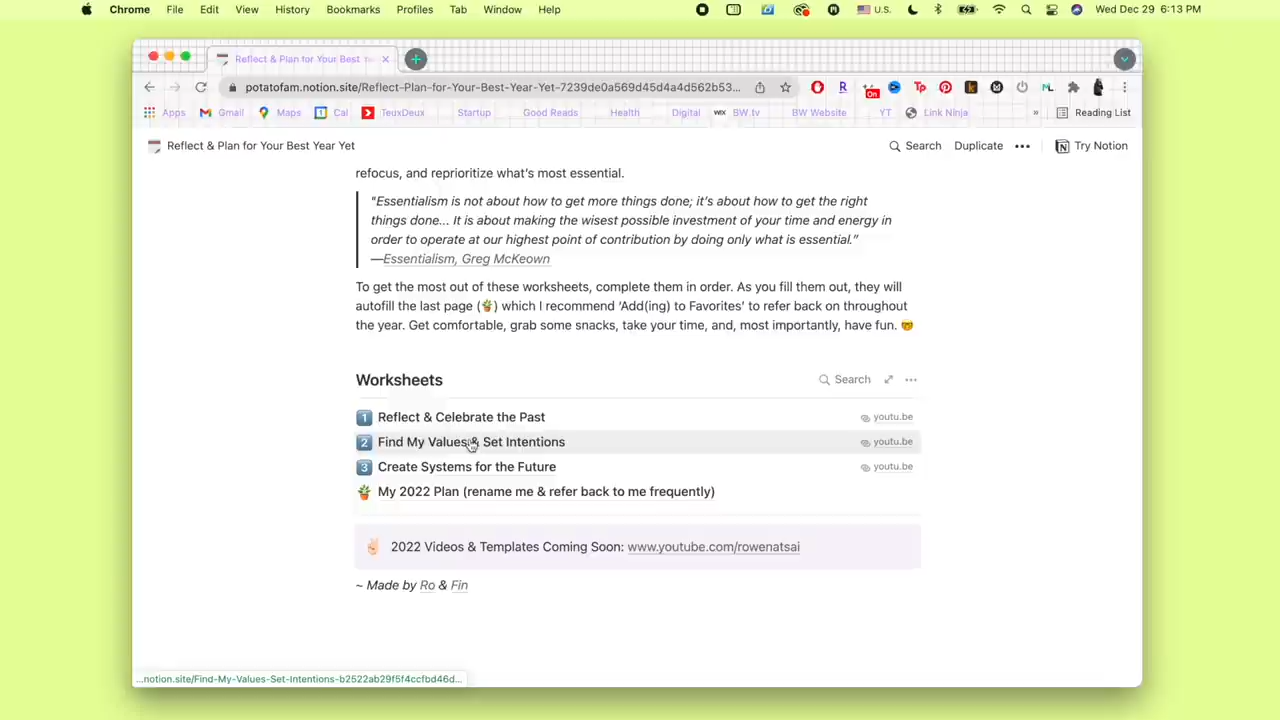 Chrome File Edit View History Bookmarks Profiles Tab Window Help U.S. Wed Dec 29 6:13 PM
Reflect & Plan for Your Best
potatofam.notion.site/Reflect-Plan-for-Your-Best-Year-Yet-7239de0a569d45d4a4d562b53...
Apps Gmail Maps Cal TeuxDeux Startup Good Reads Health Digital BW.tv BW Website YT Link Ninja » Reading List
Reflect & Plan for Your Best Year Yet Search Duplicate ••• Try Notion
refocus, and reprioritize what's most essential.
"Essentialism is not about how to get more things done; it's about how to get the right
things done... It is about making the wisest possible investment of your time and energy in
order to operate at our highest point of contribution by doing only what is essential."
—Essentialism, Greg McKeown
To get the most out of these worksheets, complete them in order. As you fill them out, they will
autofill the last page (🪴) which I recommend 'Add(ing) to Favorites' to refer back on throughout
the year. Get comfortable, grab some snacks, take your time, and, most importantly, have fun. 🤓
Worksheets Search •••
1 Reflect & Celebrate the Past youtu.be
2 Find My Values & Set Intentions youtu.be
3 Create Systems for the Future youtu.be
🪴 My 2022 Plan (rename me & refer back to me frequently)
✌🏻 2022 Videos & Templates Coming Soon: www.youtube.com/rowenatsai
~ Made by Ro & Fin
...notion.site/Find-My-Values-Set-Intentions-b2522ab29f5f4ccfbd46d...